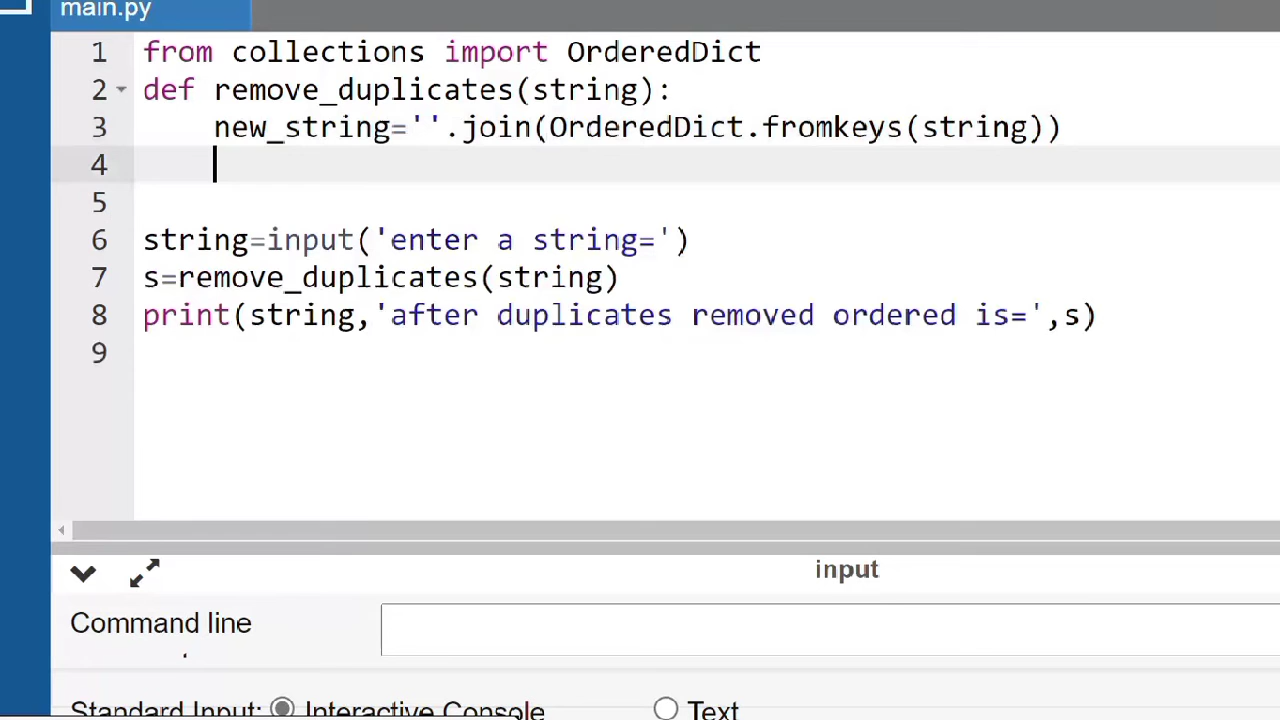 main.py
1 from collections import OrderedDict
2 def remove_duplicates(string):
3 new_string=''.join(OrderedDict.fromkeys(string))
4
5
6 string=input('enter a string=')
7 s=remove_duplicates(string)
8 print(string,'after duplicates removed ordered is=',s)
9
input
Command line
Standard Input: Interactive Console Text